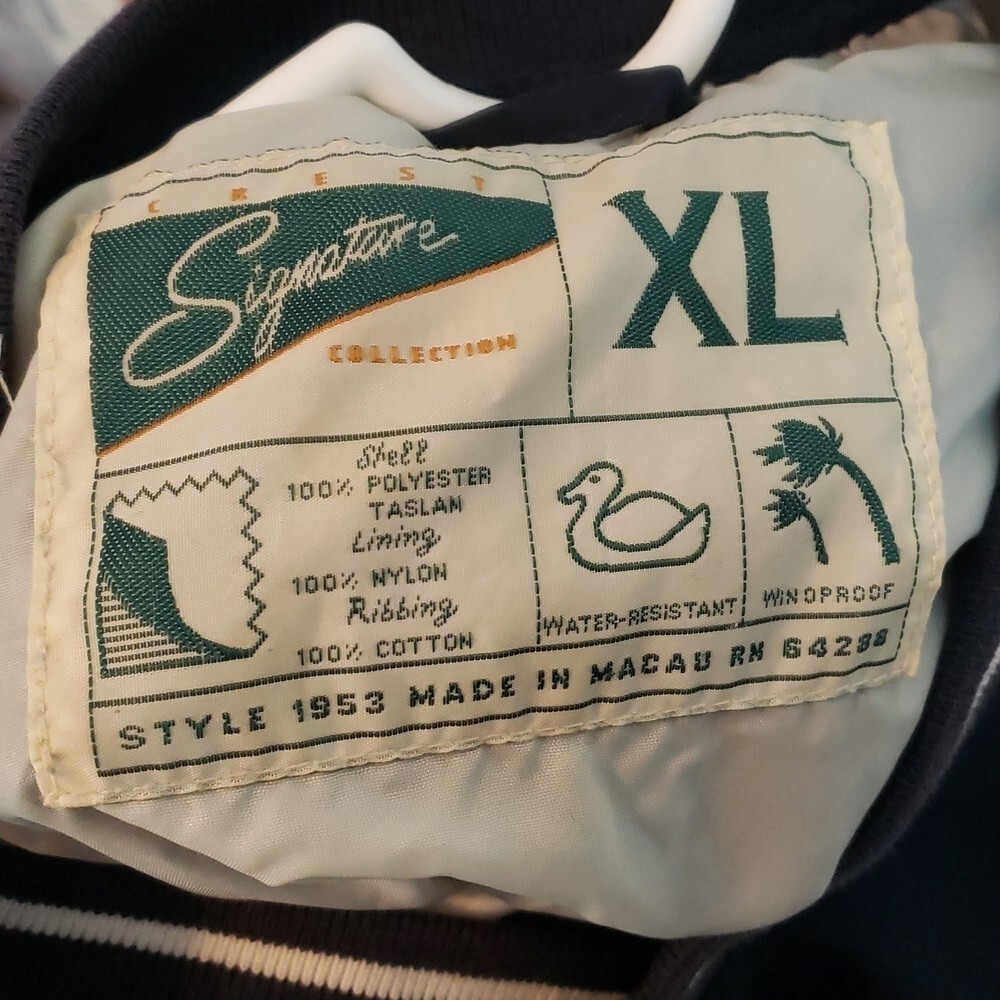 CREST
Signature
COLLECTION
XL
Shell
100% POLYESTER
TASLAN
Lining
100% NYLON
Ribbing
100% COTTON
WATER-RESISTANT
WINDPROOF
STYLE 1953 MADE IN MACAU RN 64288